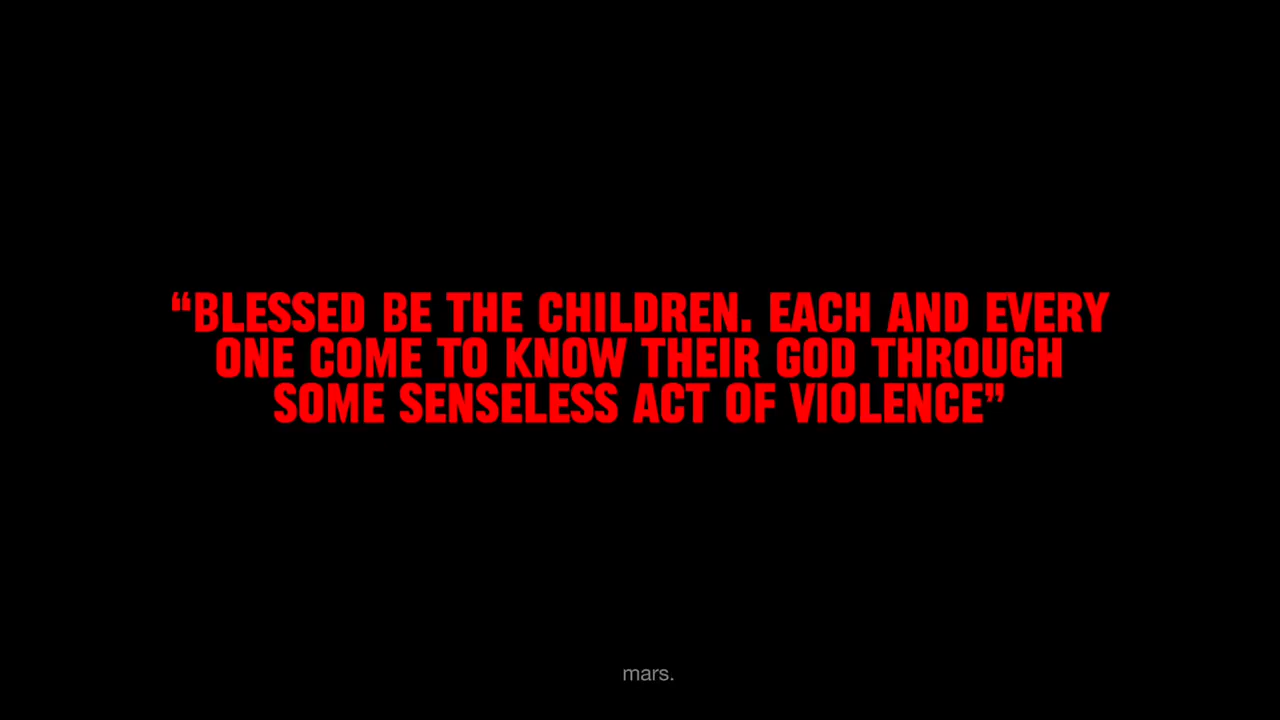 “BLESSED BE THE CHILDREN. EACH AND EVERY
ONE COME TO KNOW THEIR GOD THROUGH
SOME SENSELESS ACT OF VIOLENCE”
mars.